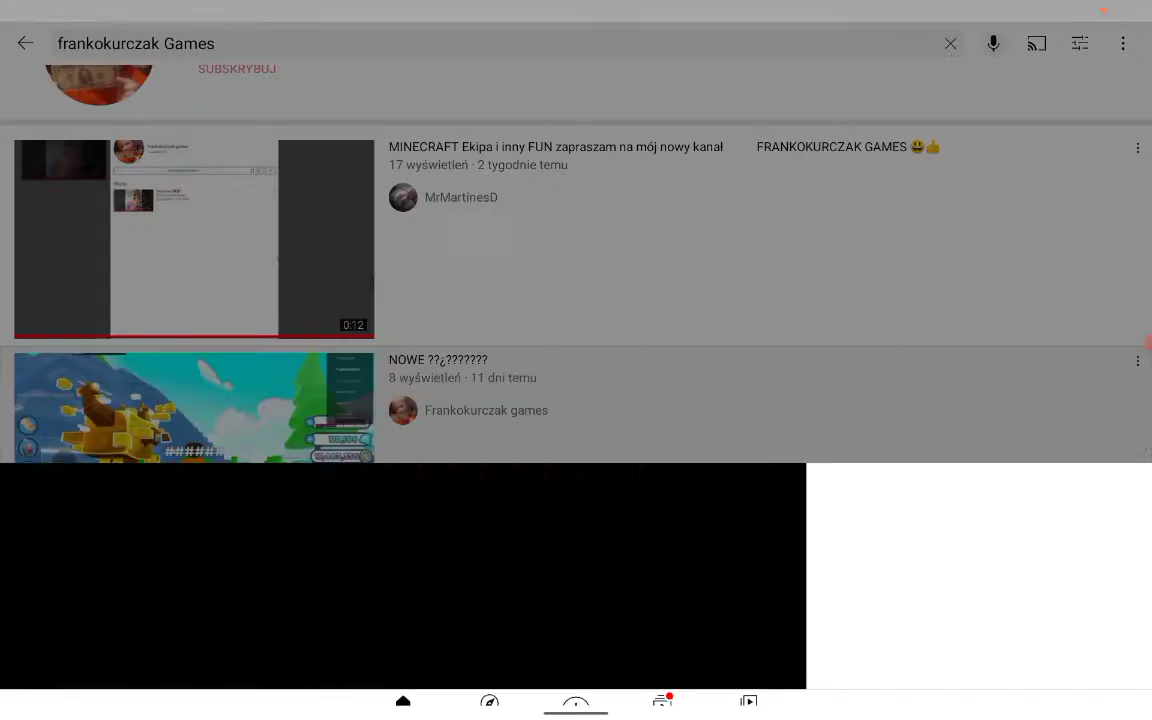 frankokurczak Games
SUBSKRYBUJ
MINECRAFT Ekipa i inny FUN zapraszam na mój nowy kanał FRANKOKURCZAK GAMES 😃👍
17 wyświetleń · 2 tygodnie temu
MrMartinesD
0:12
NOWE ??¿???????
8 wyświetleń · 11 dni temu
Frankokurczak games
######